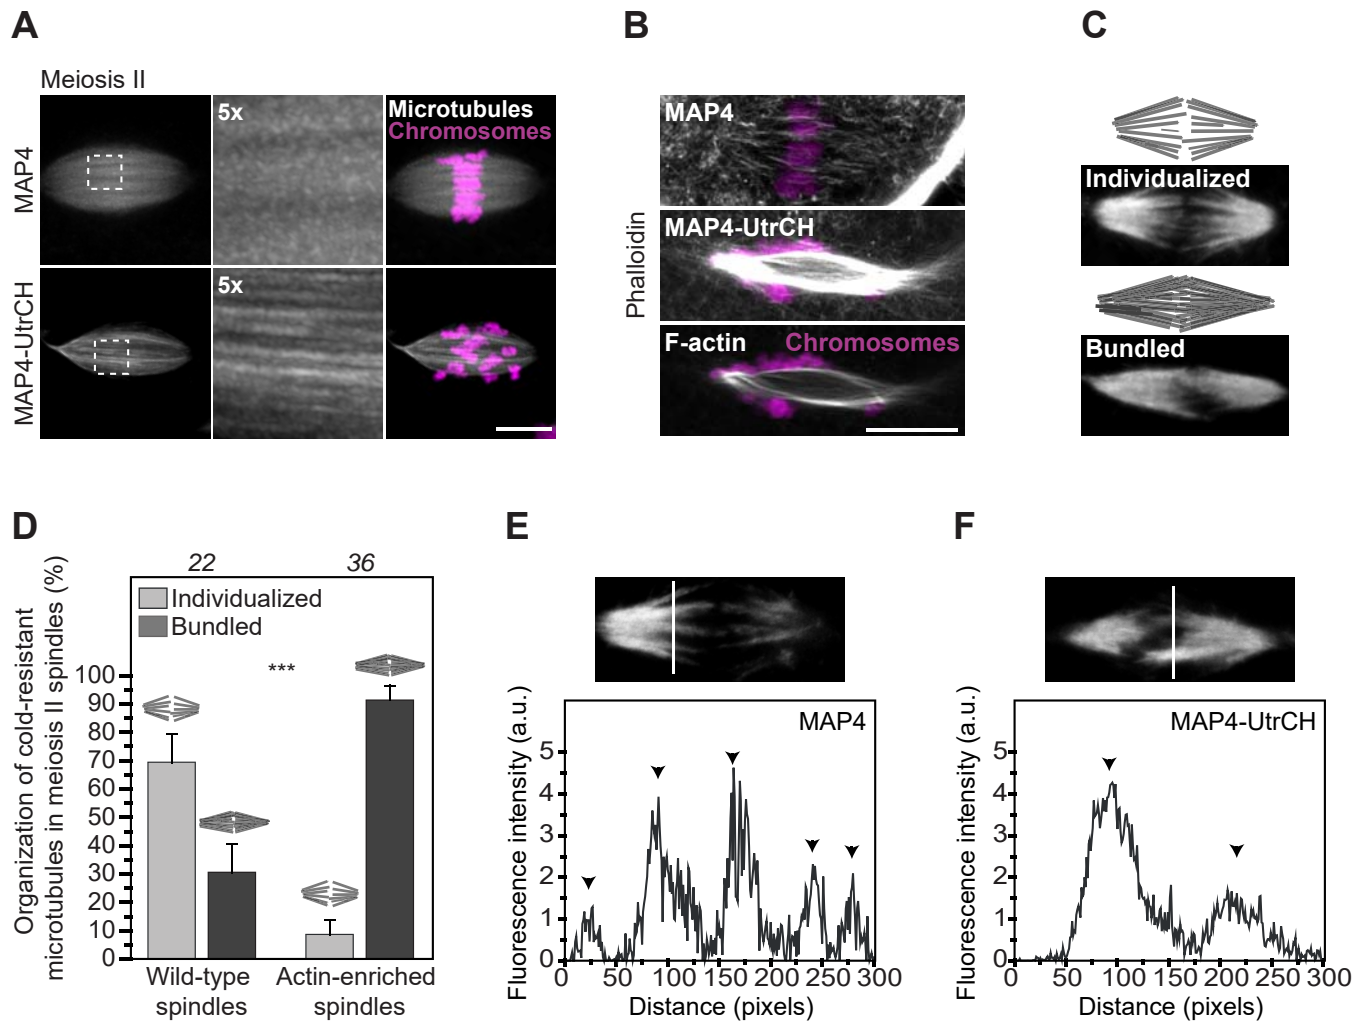 A
Meiosis II
MAP4
5x
Microtubules
Chromosomes
MAP4-UtrCH
5x
B
Phalloidin
MAP4
MAP4-UtrCH
F-actin Chromosomes
C
Individualized
Bundled
D
22 36
Individualized
Bundled
***
Organization of cold-resistant
microtubules in meiosis II spindles (%)
100
90
80
70
60
50
40
30
20
10
0
Wild-type
spindles
Actin-enriched
spindles
E
MAP4
Fluorescence intensity (a.u.)
5
4
3
2
1
0
0 50 100 150 200 250 300
Distance (pixels)
F
MAP4-UtrCH
Fluorescence intensity (a.u.)
5
4
3
2
1
0
0 50 100 150 200 250 300
Distance (pixels)